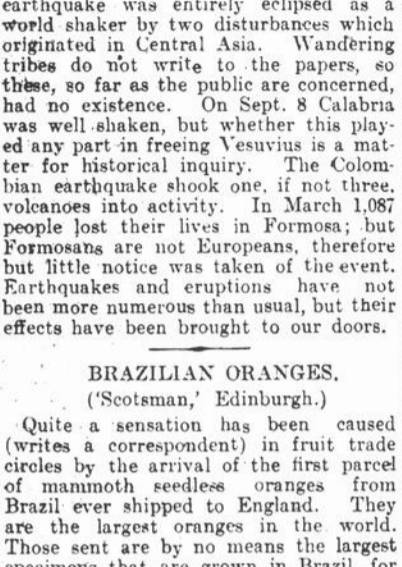 earthquake was entirely eclipsed as a
world shaker by two disturbances which
originated in Central Asia. Wandering
tribes do not write to the papers, so
these, so far as the public are concerned,
had no existence. On Sept. 8 Calabria
was well shaken, but whether this play-
ed any part in freeing Vesuvius is a mat-
ter for historical inquiry. The Colom-
bian earthquake shook one, if not three,
volcanoes into activity. In March 1,087
people lost their lives in Formosa; but
Formosans are not Europeans, therefore
but little notice was taken of the event.
Earthquakes and eruptions have not
been more numerous than usual, but their
effects have been brought to our doors.
BRAZILIAN ORANGES.
('Scotsman,' Edinburgh.)
Quite a sensation has been caused
(writes a correspondent) in fruit trade
circles by the arrival of the first parcel
of mammoth seedless oranges from
Brazil ever shipped to England. They
are the largest oranges in the world.
Those sent are by no means the largest
specimens that are grown in Brazil, for